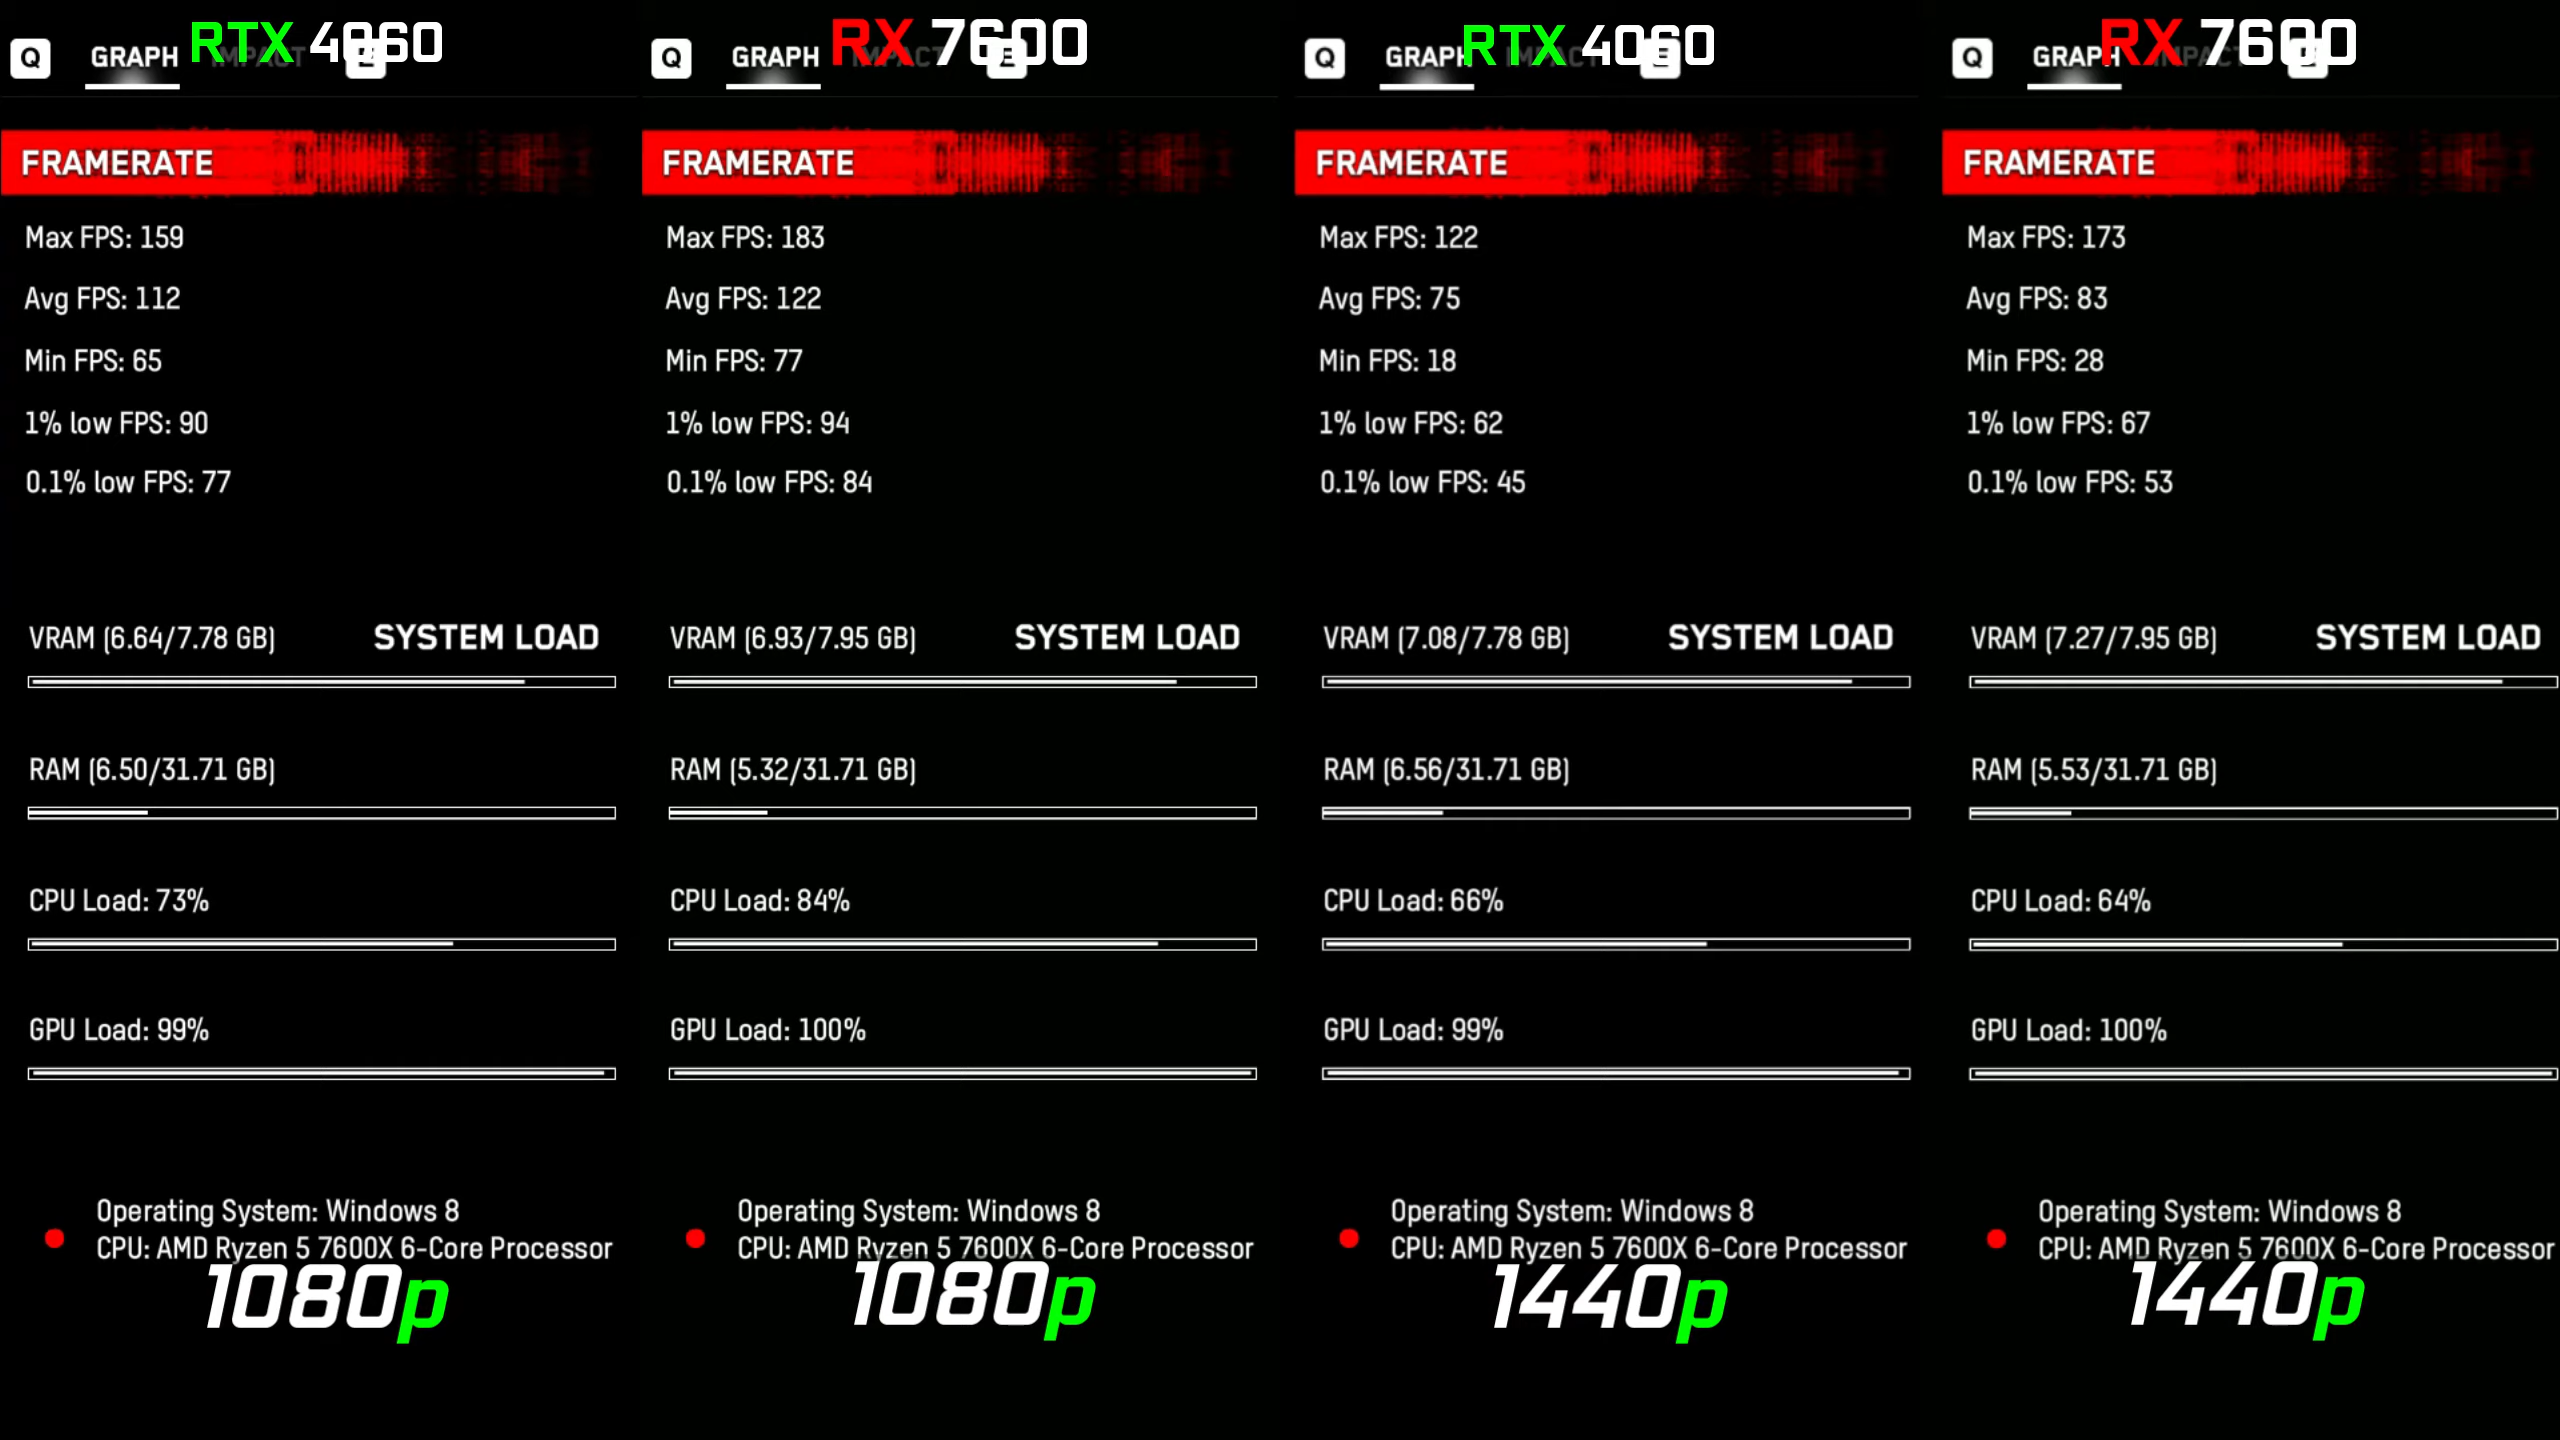 RTX 4060
Q GRAPH IMPACT E
FRAMERATE
Max FPS: 159
Avg FPS: 112
Min FPS: 65
1% low FPS: 90
0.1% low FPS: 77
VRAM (6.64/7.78 GB) SYSTEM LOAD
RAM (6.50/31.71 GB)
CPU Load: 73%
GPU Load: 99%
Operating System: Windows 8
CPU: AMD Ryzen 5 7600X 6-Core Processor
1080p
RX 7600
Q GRAPH IMPACT E
FRAMERATE
Max FPS: 183
Avg FPS: 122
Min FPS: 77
1% low FPS: 94
0.1% low FPS: 84
VRAM (6.93/7.95 GB) SYSTEM LOAD
RAM (5.32/31.71 GB)
CPU Load: 84%
GPU Load: 100%
Operating System: Windows 8
CPU: AMD Ryzen 5 7600X 6-Core Processor
1080p
RTX 4060
Q GRAPH IMPACT E
FRAMERATE
Max FPS: 122
Avg FPS: 75
Min FPS: 18
1% low FPS: 62
0.1% low FPS: 45
VRAM (7.08/7.78 GB) SYSTEM LOAD
RAM (6.56/31.71 GB)
CPU Load: 66%
GPU Load: 99%
Operating System: Windows 8
CPU: AMD Ryzen 5 7600X 6-Core Processor
1440p
RX 7600
Q GRAPH IMPACT E
FRAMERATE
Max FPS: 173
Avg FPS: 83
Min FPS: 28
1% low FPS: 67
0.1% low FPS: 53
VRAM (7.27/7.95 GB) SYSTEM LOAD
RAM (5.53/31.71 GB)
CPU Load: 64%
GPU Load: 100%
Operating System: Windows 8
CPU: AMD Ryzen 5 7600X 6-Core Processor
1440p